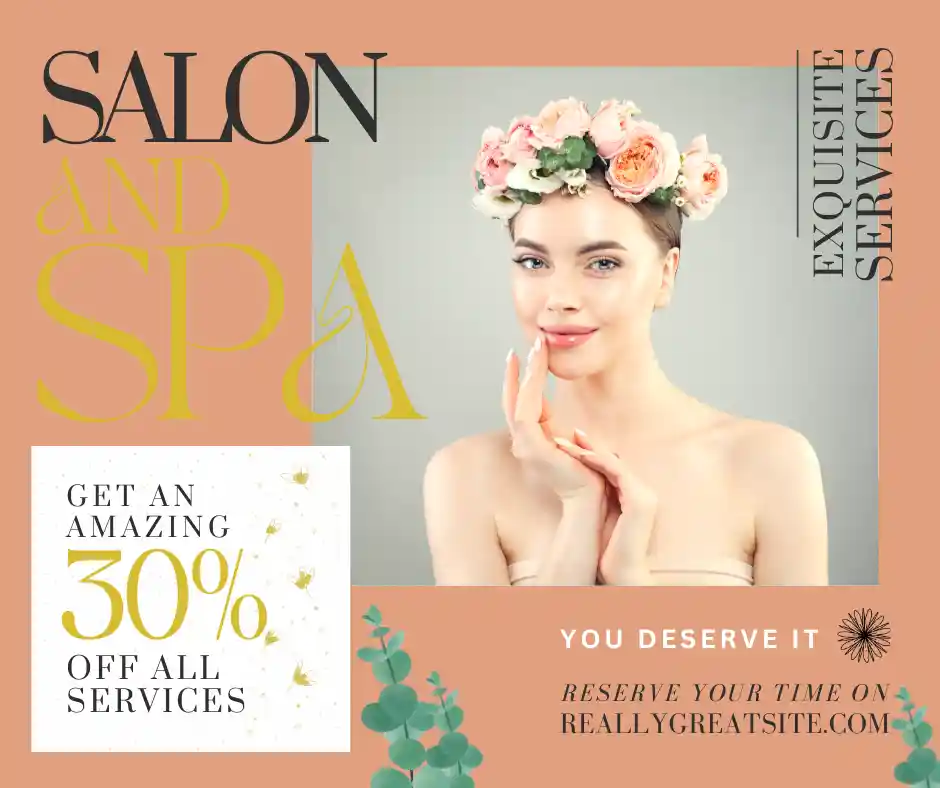 SALON
AND
SPA
EXQUISITE
SERVICES
GET AN
AMAZING
30%
OFF ALL
SERVICES
YOU DESERVE IT
RESERVE YOUR TIME ON
REALLYGREATSITE.COM